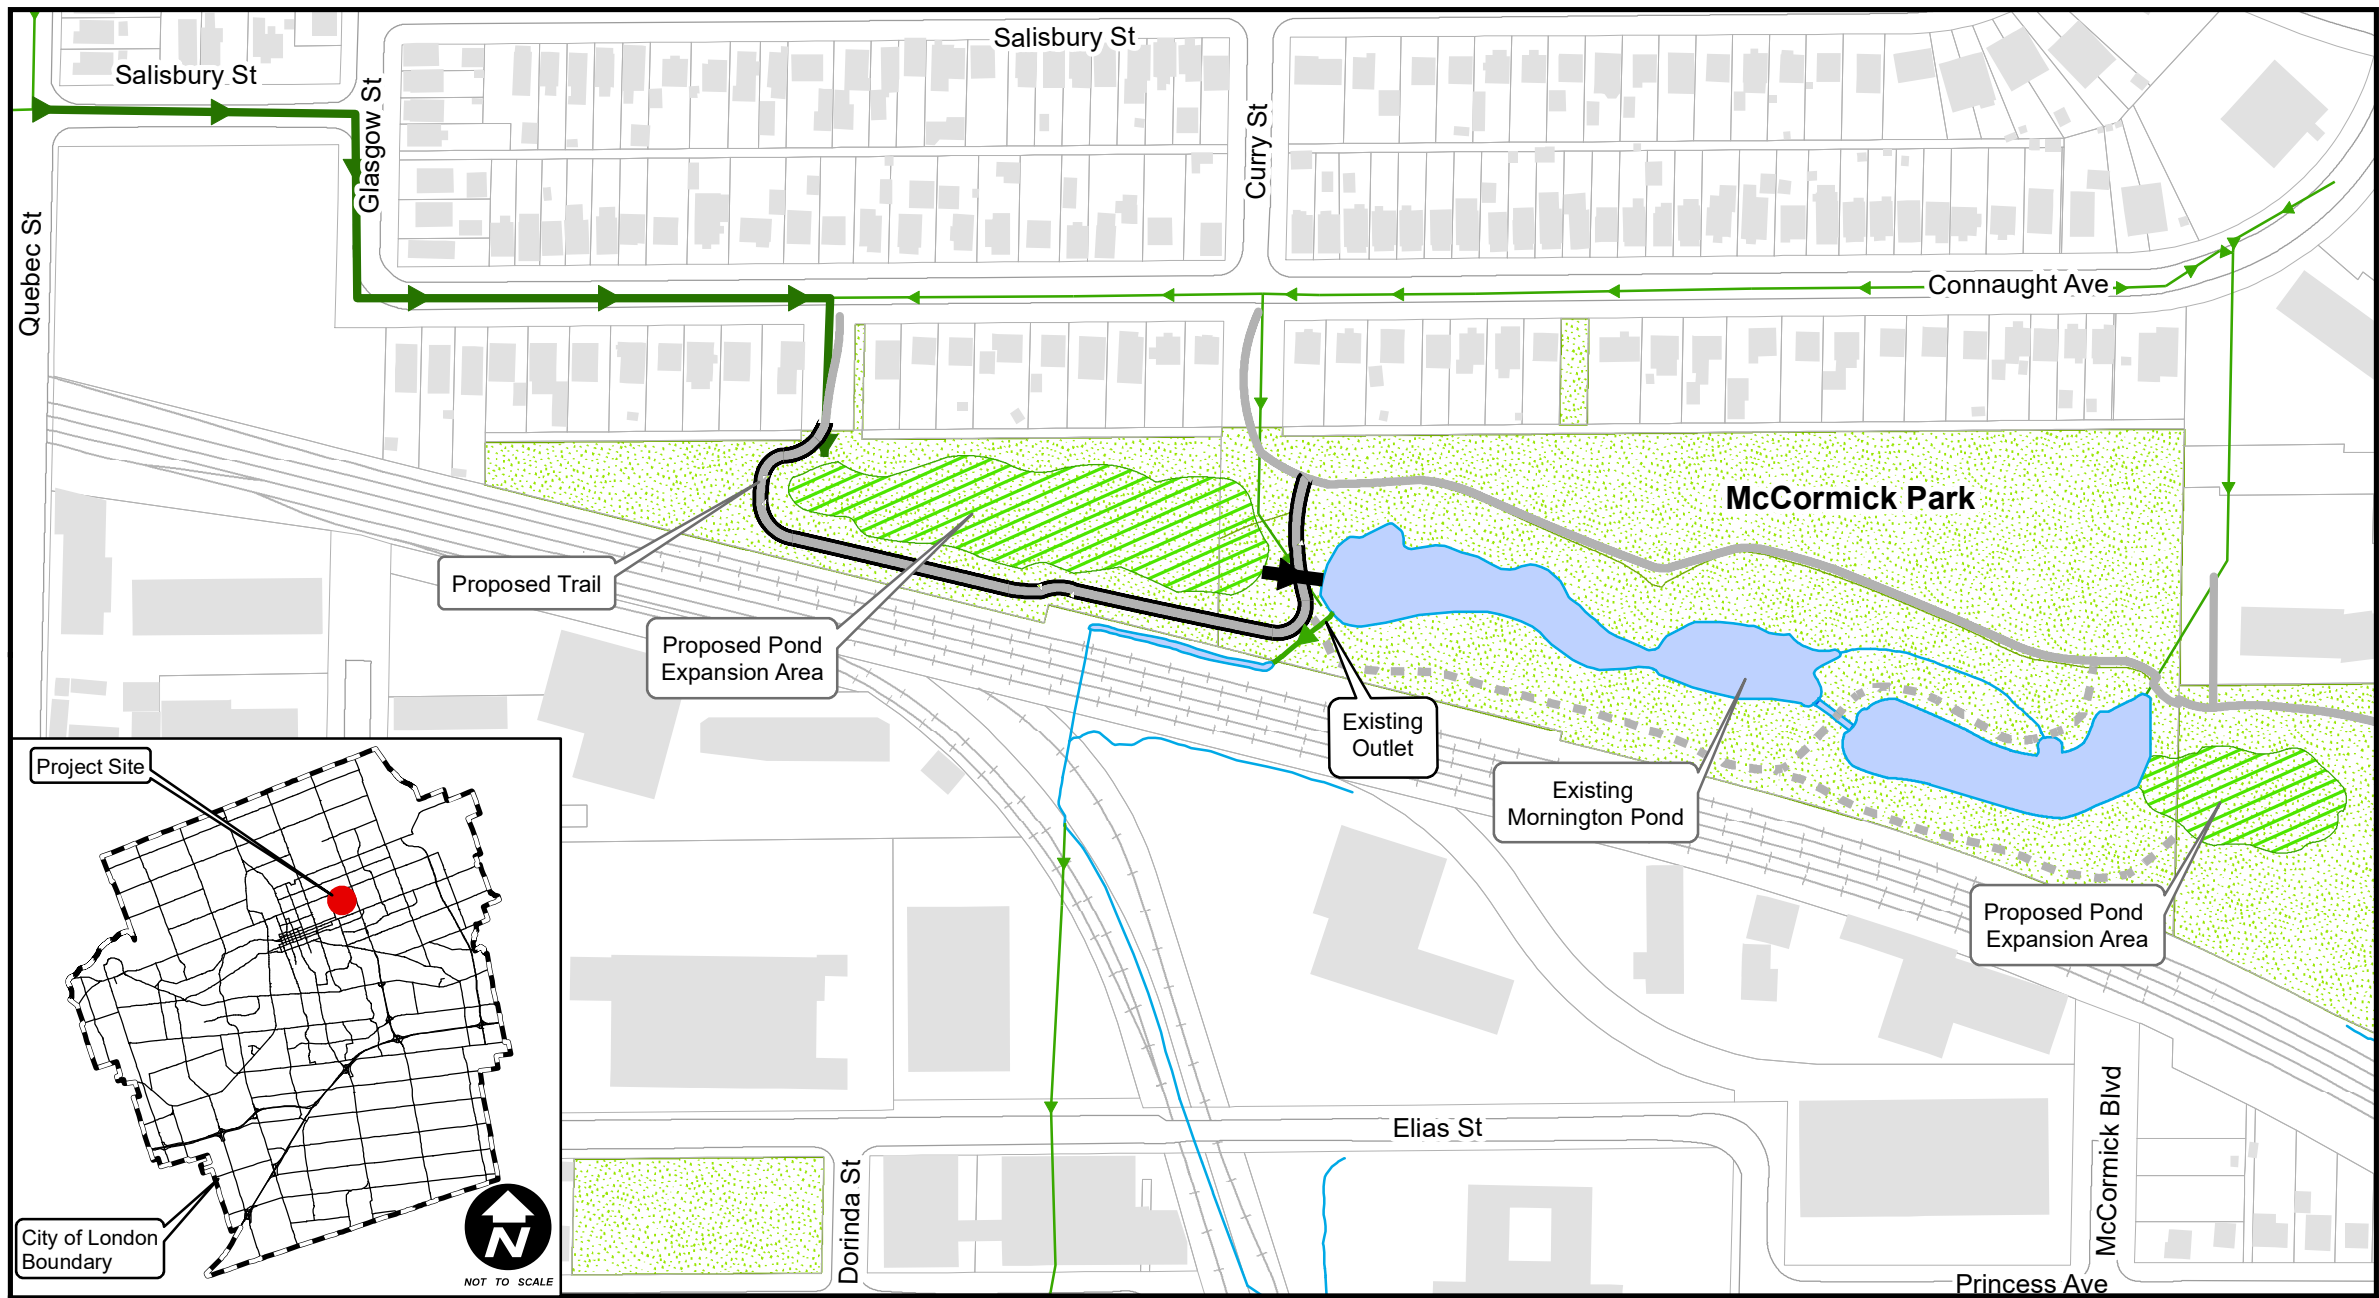 Salisbury St
Salisbury St
Glasgow St
Curry St
Quebec St
Connaught Ave
McCormick Park
Proposed Trail
Proposed Pond
Expansion Area
Existing
Outlet
Existing
Mornington Pond
Proposed Pond
Expansion Area
Project Site
City of London
Boundary
N
NOT TO SCALE
Elias St
Dorinda St
McCormick Blvd
Princess Ave